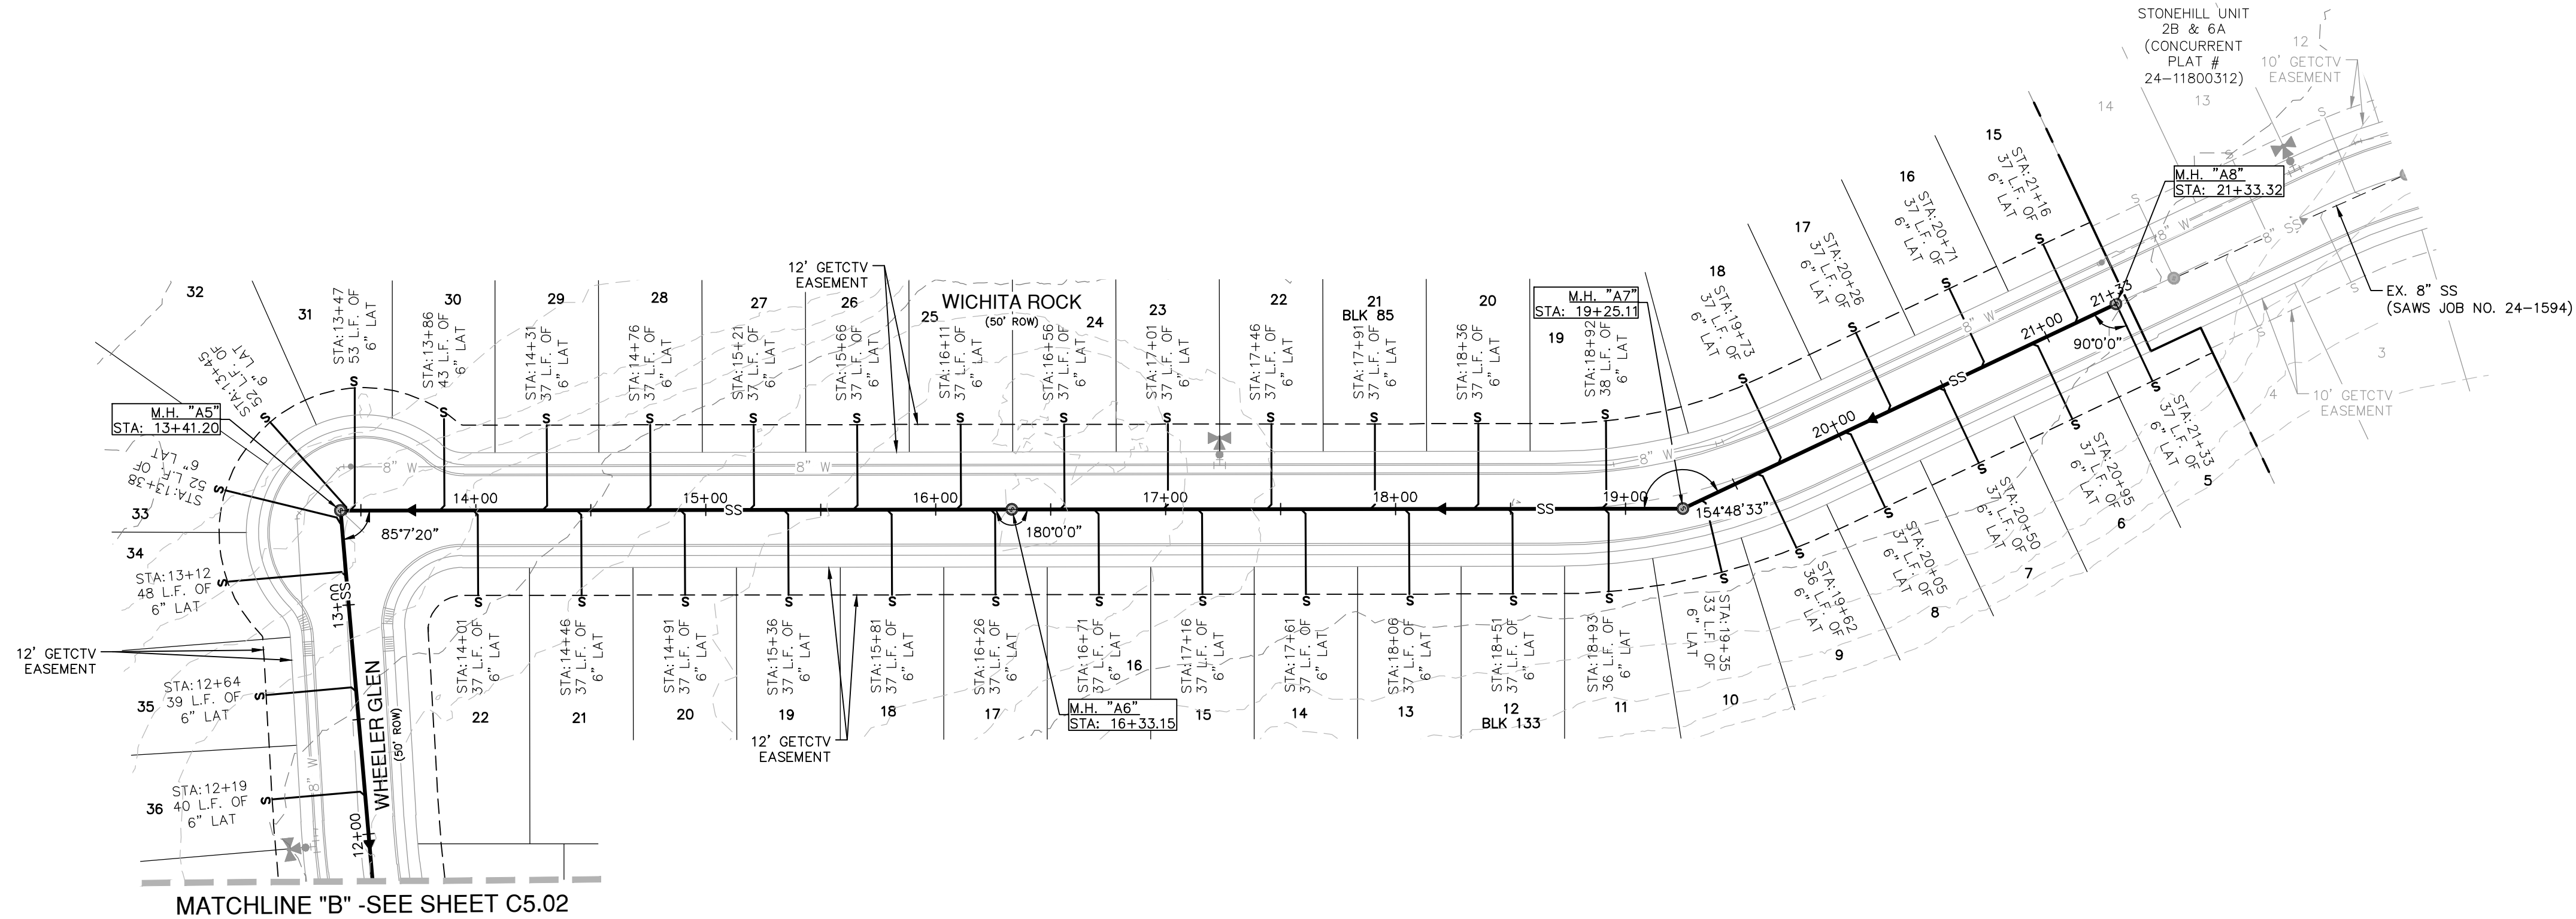 STONEHILL UNIT
2B & 6A
(CONCURRENT
PLAT #
24-11800312)
12
10' GETCTV
EASEMENT
14
13
15
STA:21+16
37 L.F. OF
6" LAT
M.H. "A8"
STA: 21+33.32
16
STA:20+71
37 L.F. OF
6" LAT
17
STA:20+26
37 L.F. OF
6" LAT
18
STA:19+73
37 L.F. OF
6" LAT
EX. 8" SS
(SAWS JOB NO. 24-1594)
8" W
8" SS
8" W
21+33
21+00
90°0'0"
3
4
10' GETCTV
EASEMENT
12' GETCTV
EASEMENT
WICHITA ROCK
(50' ROW)
M.H. "A7"
STA: 19+25.11
32
31
30
29
28
27
26
25
24
23
22
21
BLK 85
20
19
STA:13+45
52 L.F. OF
6" LAT
STA:13+47
53 L.F. OF
6" LAT
STA:13+86
43 L.F. OF
6" LAT
STA:14+31
37 L.F. OF
6" LAT
STA:14+76
37 L.F. OF
6" LAT
STA:15+21
37 L.F. OF
6" LAT
STA:15+66
37 L.F. OF
6" LAT
STA:16+11
37 L.F. OF
6" LAT
STA:16+56
37 L.F. OF
6" LAT
STA:17+01
37 L.F. OF
6" LAT
STA:17+46
37 L.F. OF
6" LAT
STA:17+91
37 L.F. OF
6" LAT
STA:18+36
37 L.F. OF
6" LAT
STA:18+92
38 L.F. OF
6" LAT
M.H. "A5"
STA: 13+41.20
STA:13+38
52 L.F. OF
6" LAT
33
8" W
8" W
8" W
14+00
15+00
SS
16+00
17+00
18+00
SS
19+00
20+00
SS
85°7'20"
180°0'0"
154°48'33"
34
STA:13+12
48 L.F. OF
6" LAT
13+00
SS
12' GETCTV
EASEMENT
35
STA:12+64
39 L.F. OF
6" LAT
36
STA:12+19
40 L.F. OF
6" LAT
8" W
12+00
WHEELER GLEN
(50' ROW)
STA:14+01
37 L.F. OF
6" LAT
22
STA:14+46
37 L.F. OF
6" LAT
21
STA:14+91
37 L.F. OF
6" LAT
20
STA:15+36
37 L.F. OF
6" LAT
19
STA:15+81
37 L.F. OF
6" LAT
18
STA:16+26
37 L.F. OF
6" LAT
17
STA:16+71
37 L.F. OF
6" LAT
16
STA:17+16
37 L.F. OF
6" LAT
15
STA:17+61
37 L.F. OF
6" LAT
14
STA:18+06
37 L.F. OF
6" LAT
13
STA:18+51
37 L.F. OF
6" LAT
12
BLK 133
STA:18+93
36 L.F. OF
6" LAT
11
STA:19+35
33 L.F. OF
6" LAT
10
STA:19+62
36 L.F. OF
6" LAT
9
STA:20+05
37 L.F. OF
6" LAT
8
STA:20+50
37 L.F. OF
6" LAT
7
STA:20+95
37 L.F. OF
6" LAT
6
STA:21+33
37 L.F. OF
6" LAT
5
M.H. "A6"
STA: 16+33.15
12' GETCTV
EASEMENT
MATCHLINE "B" -SEE SHEET C5.02